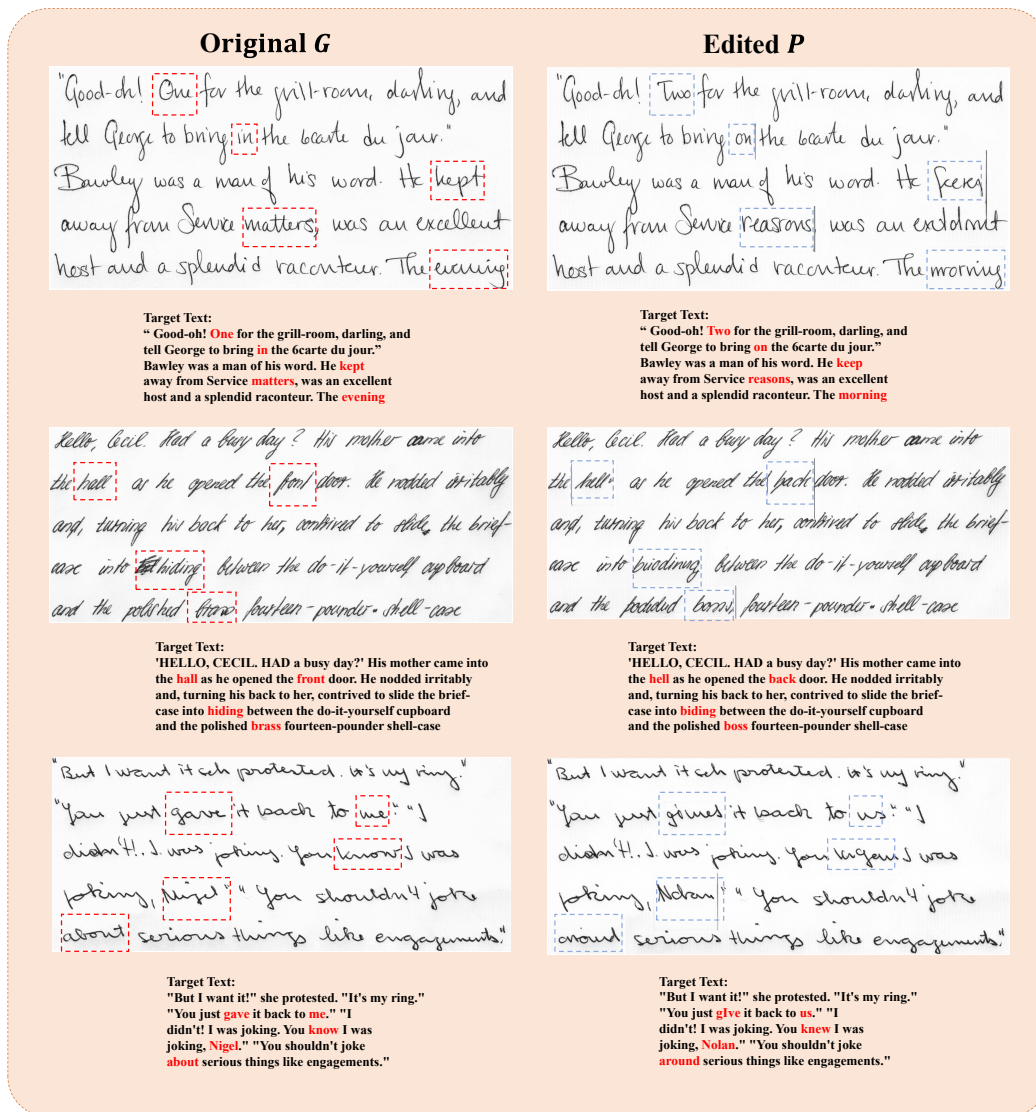 Original G
"Good-oh! One for the grill-room, darling, and
tell George to bring in the 6carte du jour."
Bawley was a man of his word. He kept
away from Service matters, was an excellent
host and a splendid raconteur. The evening
Target Text:
“ Good-oh! One for the grill-room, darling, and
tell George to bring in the 6carte du jour.”
Bawley was a man of his word. He kept
away from Service matters, was an excellent
host and a splendid raconteur. The evening
Hello, Cecil. Had a busy day? His mother came into
the hall as he opened the front door. He nodded irritably
and, turning his back to her, contrived to slide the brief-
case into hiding between the do-it-yourself cupboard
and the polished brass fourteen-pounder shell-case
Target Text:
'HELLO, CECIL. HAD a busy day?' His mother came into
the hall as he opened the front door. He nodded irritably
and, turning his back to her, contrived to slide the brief-
case into hiding between the do-it-yourself cupboard
and the polished brass fourteen-pounder shell-case
"But I want it seh protested. It's my ring."
"You just gave it back to me." "I
didn't!. I was joking. You know I was
joking, Nigel" "You shouldn't joke
about serious things like engagements."
Target Text:
"But I want it!" she protested. "It's my ring."
"You just gave it back to me." "I
didn't! I was joking. You know I was
joking, Nigel." "You shouldn't joke
about serious things like engagements."
Edited P
"Good-oh! Two for the grill-room, darling, and
tell George to bring on the 6carte du jour."
Bawley was a man of his word. He
away from Service reasons was an
host and a splendid raconteur. The morning
Target Text:
“ Good-oh! Two for the grill-room, darling, and
tell George to bring on the 6carte du jour.”
Bawley was a man of his word. He keep
away from Service reasons, was an excellent
host and a splendid raconteur. The morning
Hello, Cecil. Had a busy day? His mother came into
the hell as he opened the back door. He nodded irritably
and, turning his back to her, contrived to slide the brief-
case into between the do-it-yourself cupboard
and the fourteen-pounder shell-case
Target Text:
'HELLO, CECIL. HAD a busy day?' His mother came into
the hell as he opened the back door. He nodded irritably
and, turning his back to her, contrived to slide the brief-
case into biding between the do-it-yourself cupboard
and the polished boss fourteen-pounder shell-case
"But I want it seh protested. It's my ring."
"You just it back to us." "I
didn't!. I was joking. You I was
joking, Nolan" "You shouldn't joke
around serious things like engagements."
Target Text:
"But I want it!" she protested. "It's my ring."
"You just gIve it back to us." "I
didn't! I was joking. You knew I was
joking, Nolan." "You shouldn't joke
around serious things like engagements."